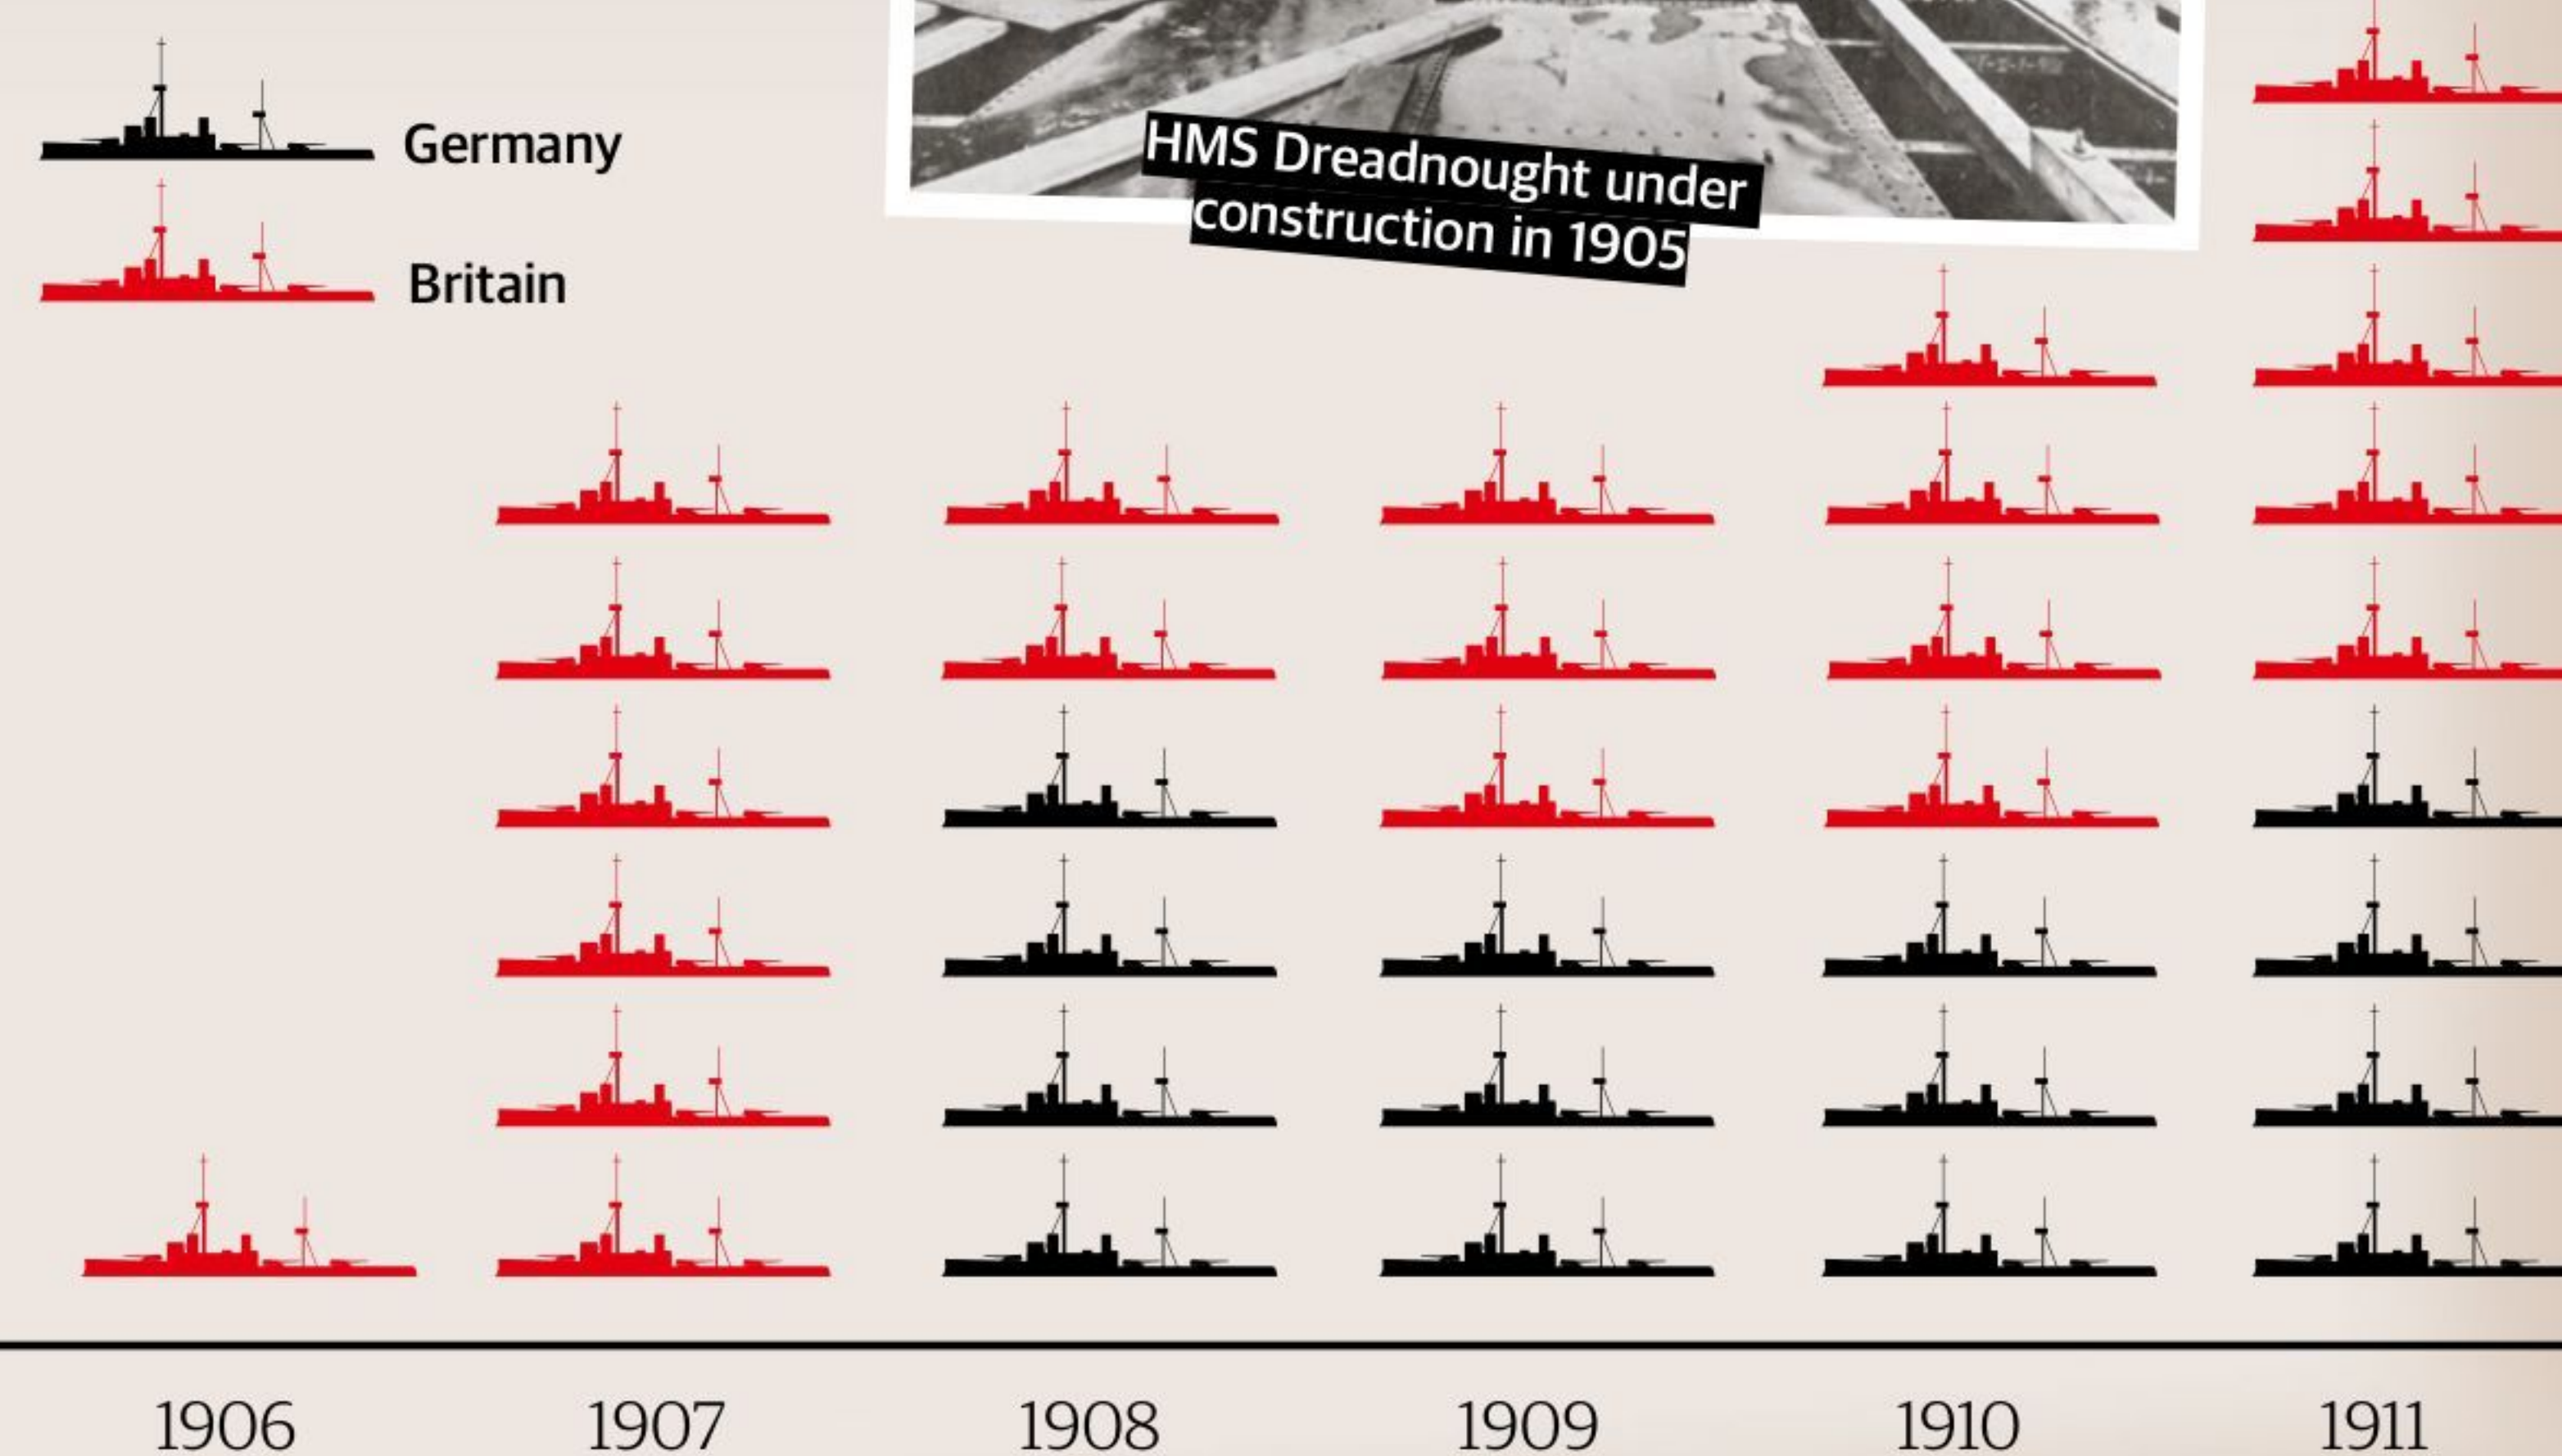 Germany
Britain
HMS Dreadnought under
construction in 1905
1906 1907 1908 1909 1910 1911